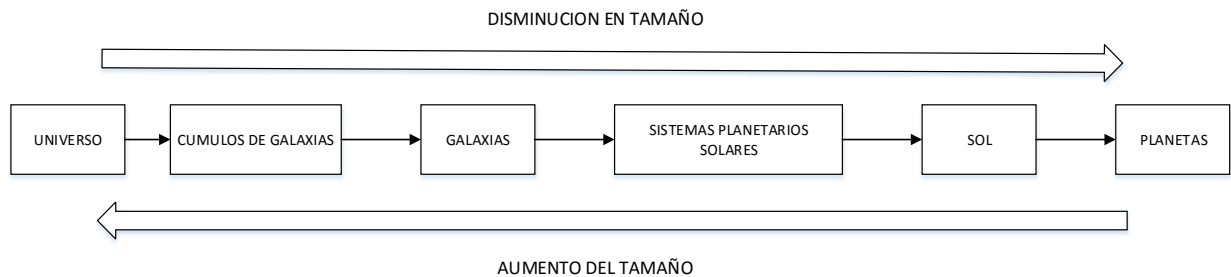 DISMINUCION EN TAMAÑO
UNIVERSO
CUMULOS DE GALAXIAS
GALAXIAS
SISTEMAS PLANETARIOS
SOLARES
SOL
PLANETAS
AUMENTO DEL TAMAÑO